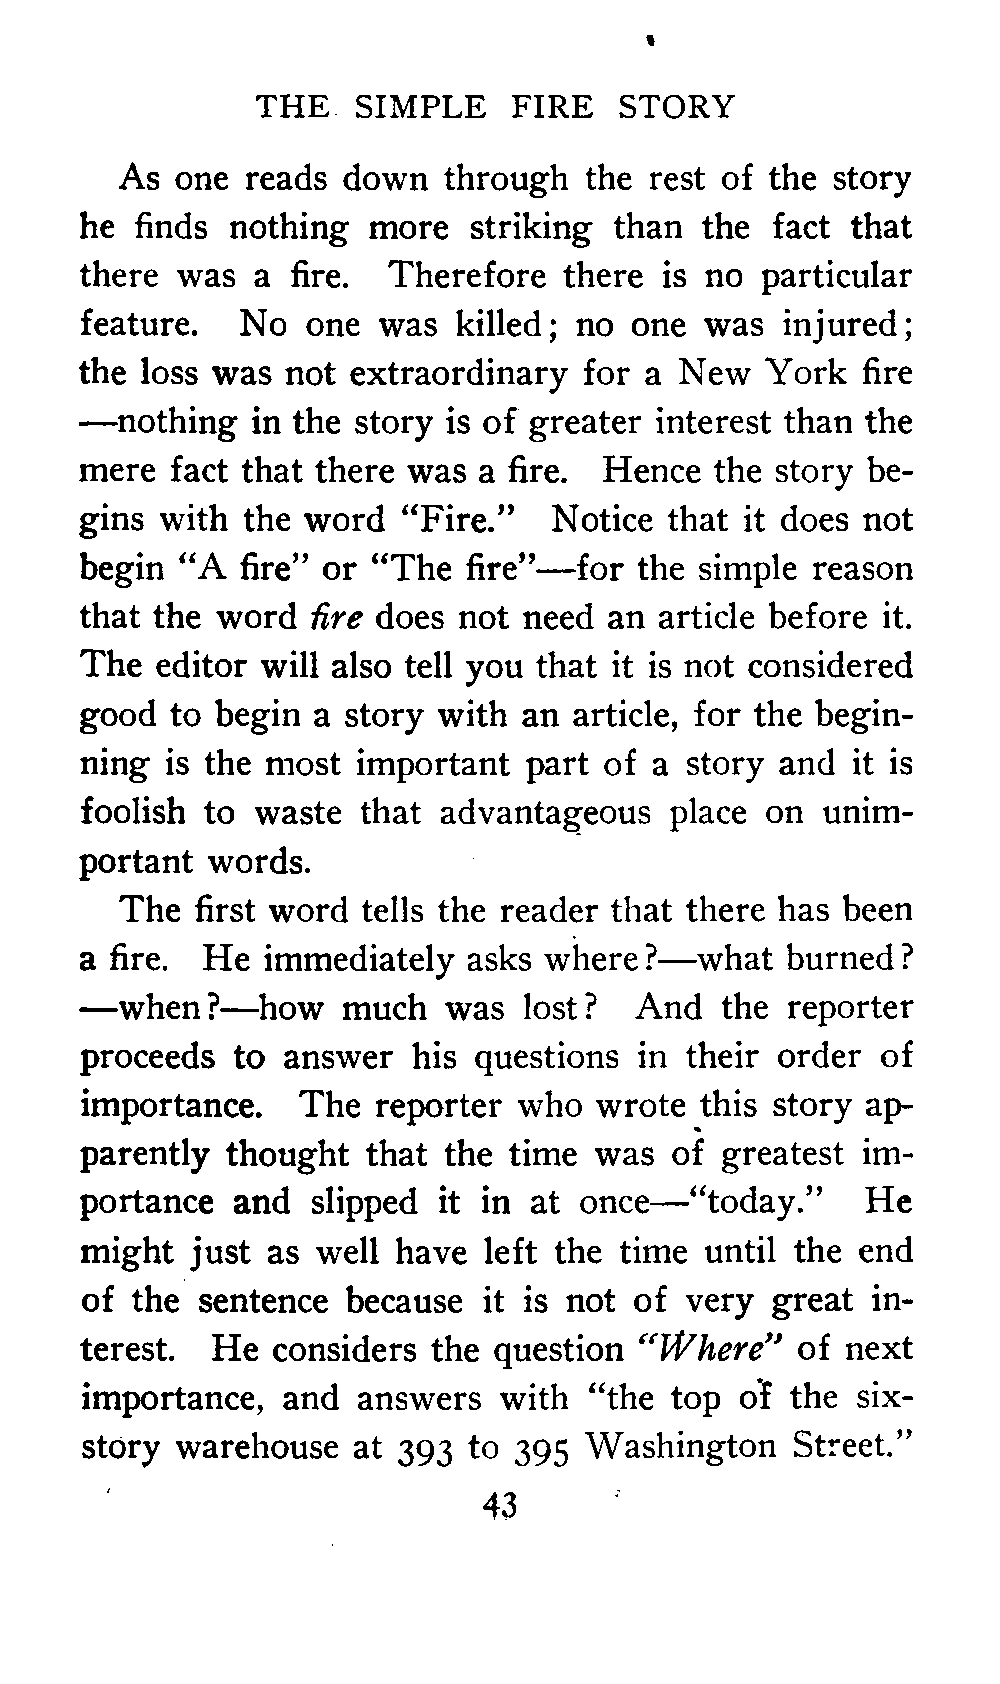 THE SIMPLE FIRE STORY
As one reads down through the rest of the story
he finds nothing more striking than the fact that
there was a fire. Therefore there is no particular
feature. No one was killed; no one was injured;
the loss was not extraordinary for a New York fire
—nothing in the story is of greater interest than the
mere fact that there was a fire. Hence the story be-
gins with the word “Fire.” Notice that it does not
begin “A fire” or “The fire”—for the simple reason
that the word fire does not need an article before it.
The editor will also tell you that it is not considered
good to begin a story with an article, for the begin-
ning is the most important part of a story and it is
foolish to waste that advantageous place on unim-
portant words.
The first word tells the reader that there has been
a fire. He immediately asks where?—what burned?
—when?—how much was lost? And the reporter
proceeds to answer his questions in their order of
importance. The reporter who wrote this story ap-
parently thought that the time was of greatest im-
portance and slipped it in at once—“today.” He
might just as well have left the time until the end
of the sentence because it is not of very great in-
terest. He considers the question “Where” of next
importance, and answers with “the top of the six-
story warehouse at 393 to 395 Washington Street.”
43